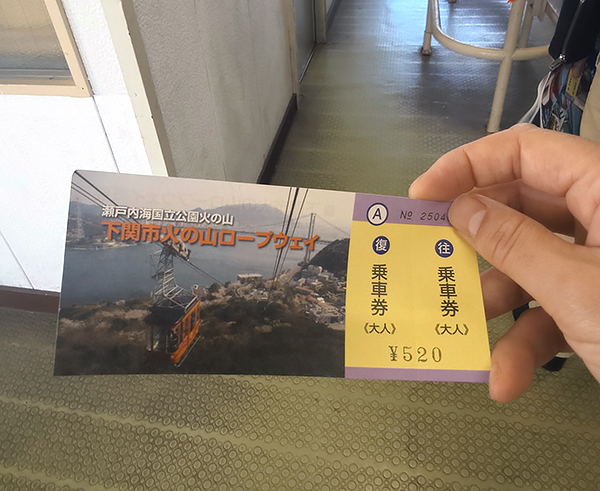 瀬戸内海国立公園火の山
下関市火の山ロープウェイ
A
No 2504
復
乗車券
《大人》
往
乗車券
《大人》
¥520